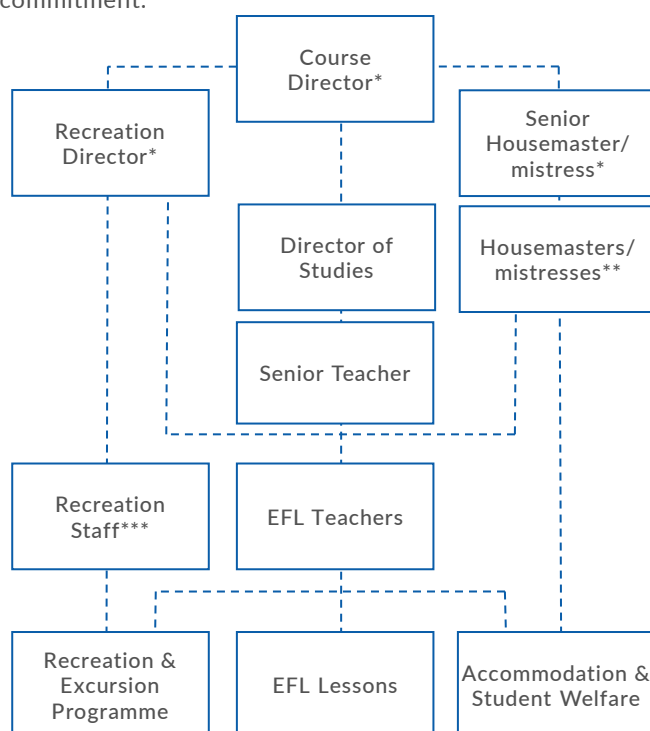 commitment.
Course
Director*
Recreation
Director*
Senior
Housemaster/
mistress*
Director of
Studies
Housemasters/
mistresses**
Senior Teacher
Recreation
Staff***
EFL Teachers
Recreation &
Excursion
Programme
EFL Lessons
Accommodation &
Student Welfare